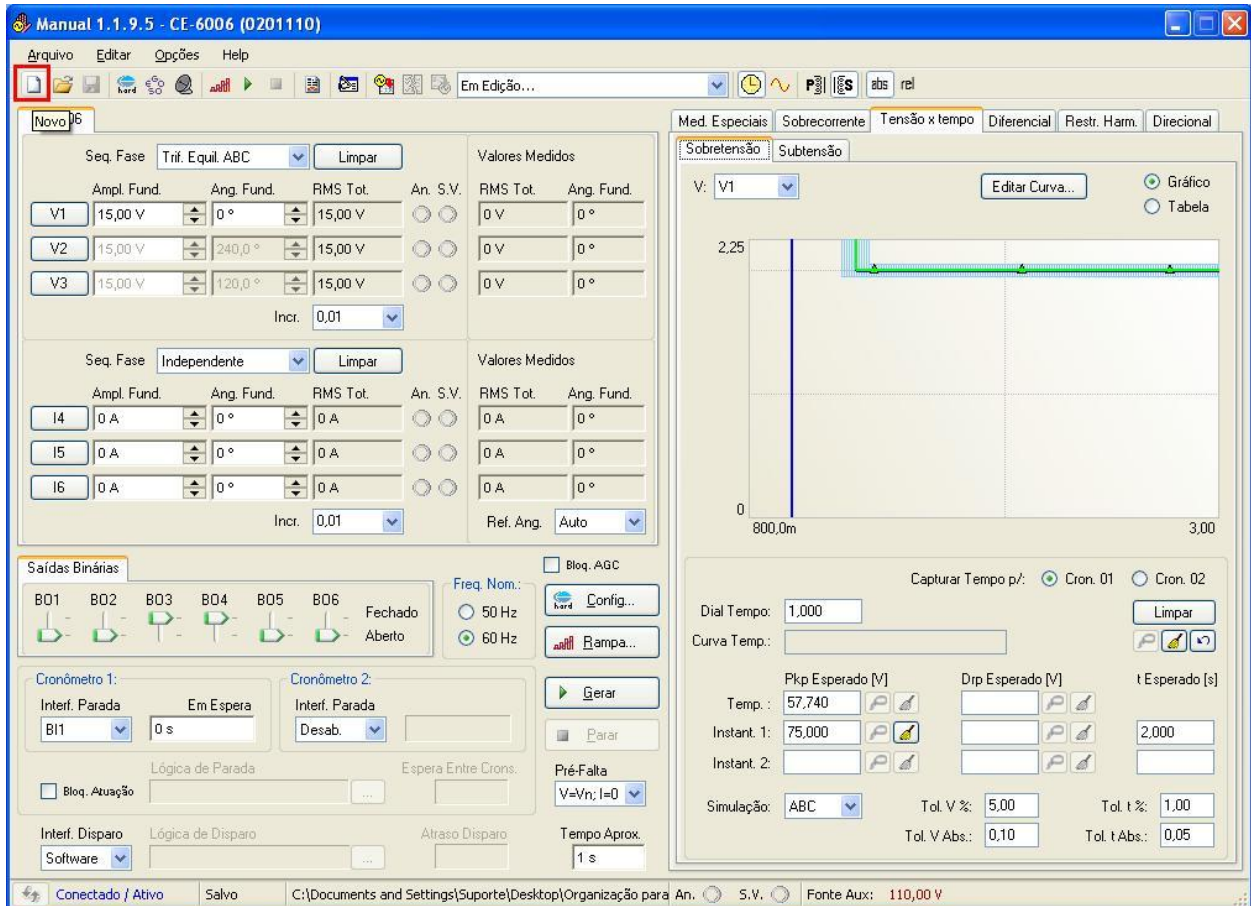 Manual 1.1.9.5 - CE-6006 (0201110)
Arquivo Editar Opções Help
hard Em Edição... P S abs rel
Novo 06
Seq. Fase Trif. Equil. ABC Limpar Valores Medidos
Ampl. Fund. Ang. Fund. RMS Tot. An. S.V. RMS Tot. Ang. Fund.
V1 15,00 V 0 ° 15,00 V 0 V 0 °
V2 15,00 V 240,0 ° 15,00 V 0 V 0 °
V3 15,00 V 120,0 ° 15,00 V 0 V 0 °
Incr. 0,01
Seq. Fase Independente Limpar Valores Medidos
Ampl. Fund. Ang. Fund. RMS Tot. An. S.V. RMS Tot. Ang. Fund.
I4 0 A 0 ° 0 A 0 A 0 °
I5 0 A 0 ° 0 A 0 A 0 °
I6 0 A 0 ° 0 A 0 A 0 °
Incr. 0,01 Ref. Ang. Auto
Saídas Binárias
BO1 BO2 BO3 BO4 BO5 BO6
Fechado
Aberto
Freq. Nom.:
50 Hz
60 Hz
Bloq. AGC
hard Config...
Rampa...
Cronômetro 1:
Interf. Parada Em Espera
BI1 0 s
Cronômetro 2:
Interf. Parada
Desab.
Gerar
Parar
Lógica de Parada Espera Entre Crons.
Bloq. Atuação ...
Pré-Falta
V=Vn; I=0
Interf. Disparo Lógica de Disparo Atraso Disparo Tempo Aprox.
Software ... 1 s
Med. Especiais Sobrecorrente Tensão x tempo Diferencial Restr. Harm. Direcional
Sobretensão Subtensão
V: V1 Editar Curva... Gráfico
Tabela
2,25
0
800,0m 3,00
Capturar Tempo p/: Cron. 01 Cron. 02
Dial Tempo: 1,000 Limpar
Curva Temp.:
Pkp Esperado [V] Drp Esperado [V] t Esperado [s]
Temp. : 57,740
Instant. 1: 75,000 2,000
Instant. 2:
Simulação: ABC Tol. V %: 5,00 Tol. t %: 1,00
Tol. V Abs.: 0,10 Tol. t Abs.: 0,05
Conectado / Ativo Salvo C:\Documents and Settings\Suporte\Desktop\Organização para An. S.V. Fonte Aux: 110,00 V